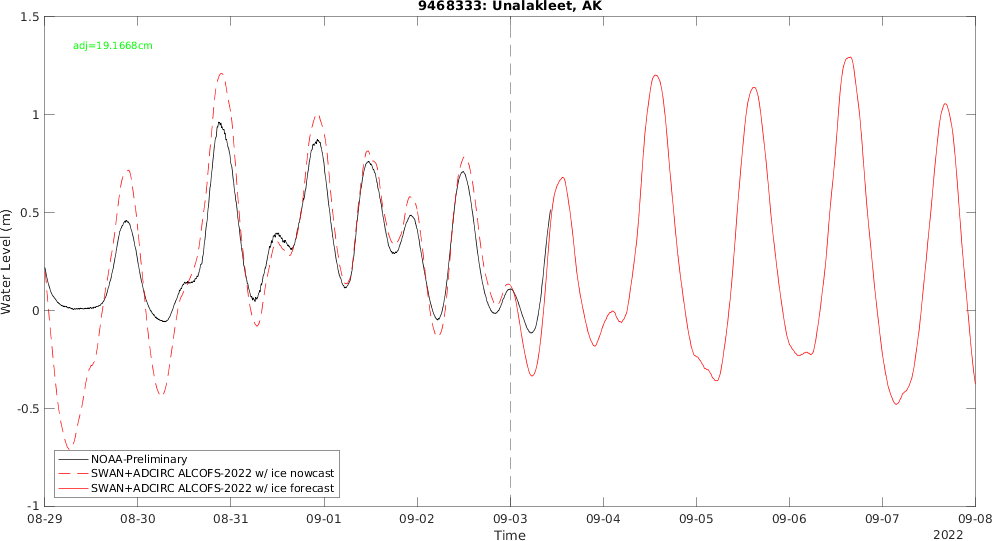 9468333: Unalakleet, AK
adj=19.1668cm
Water Level (m)
1.5
1
0.5
0
-0.5
-1
NOAA-Preliminary
SWAN+ADCIRC ALCOFS-2022 w/ ice nowcast
SWAN+ADCIRC ALCOFS-2022 w/ ice forecast
08-29 08-30 08-31 09-01 09-02 09-03 09-04 09-05 09-06 09-07 09-08
Time
2022